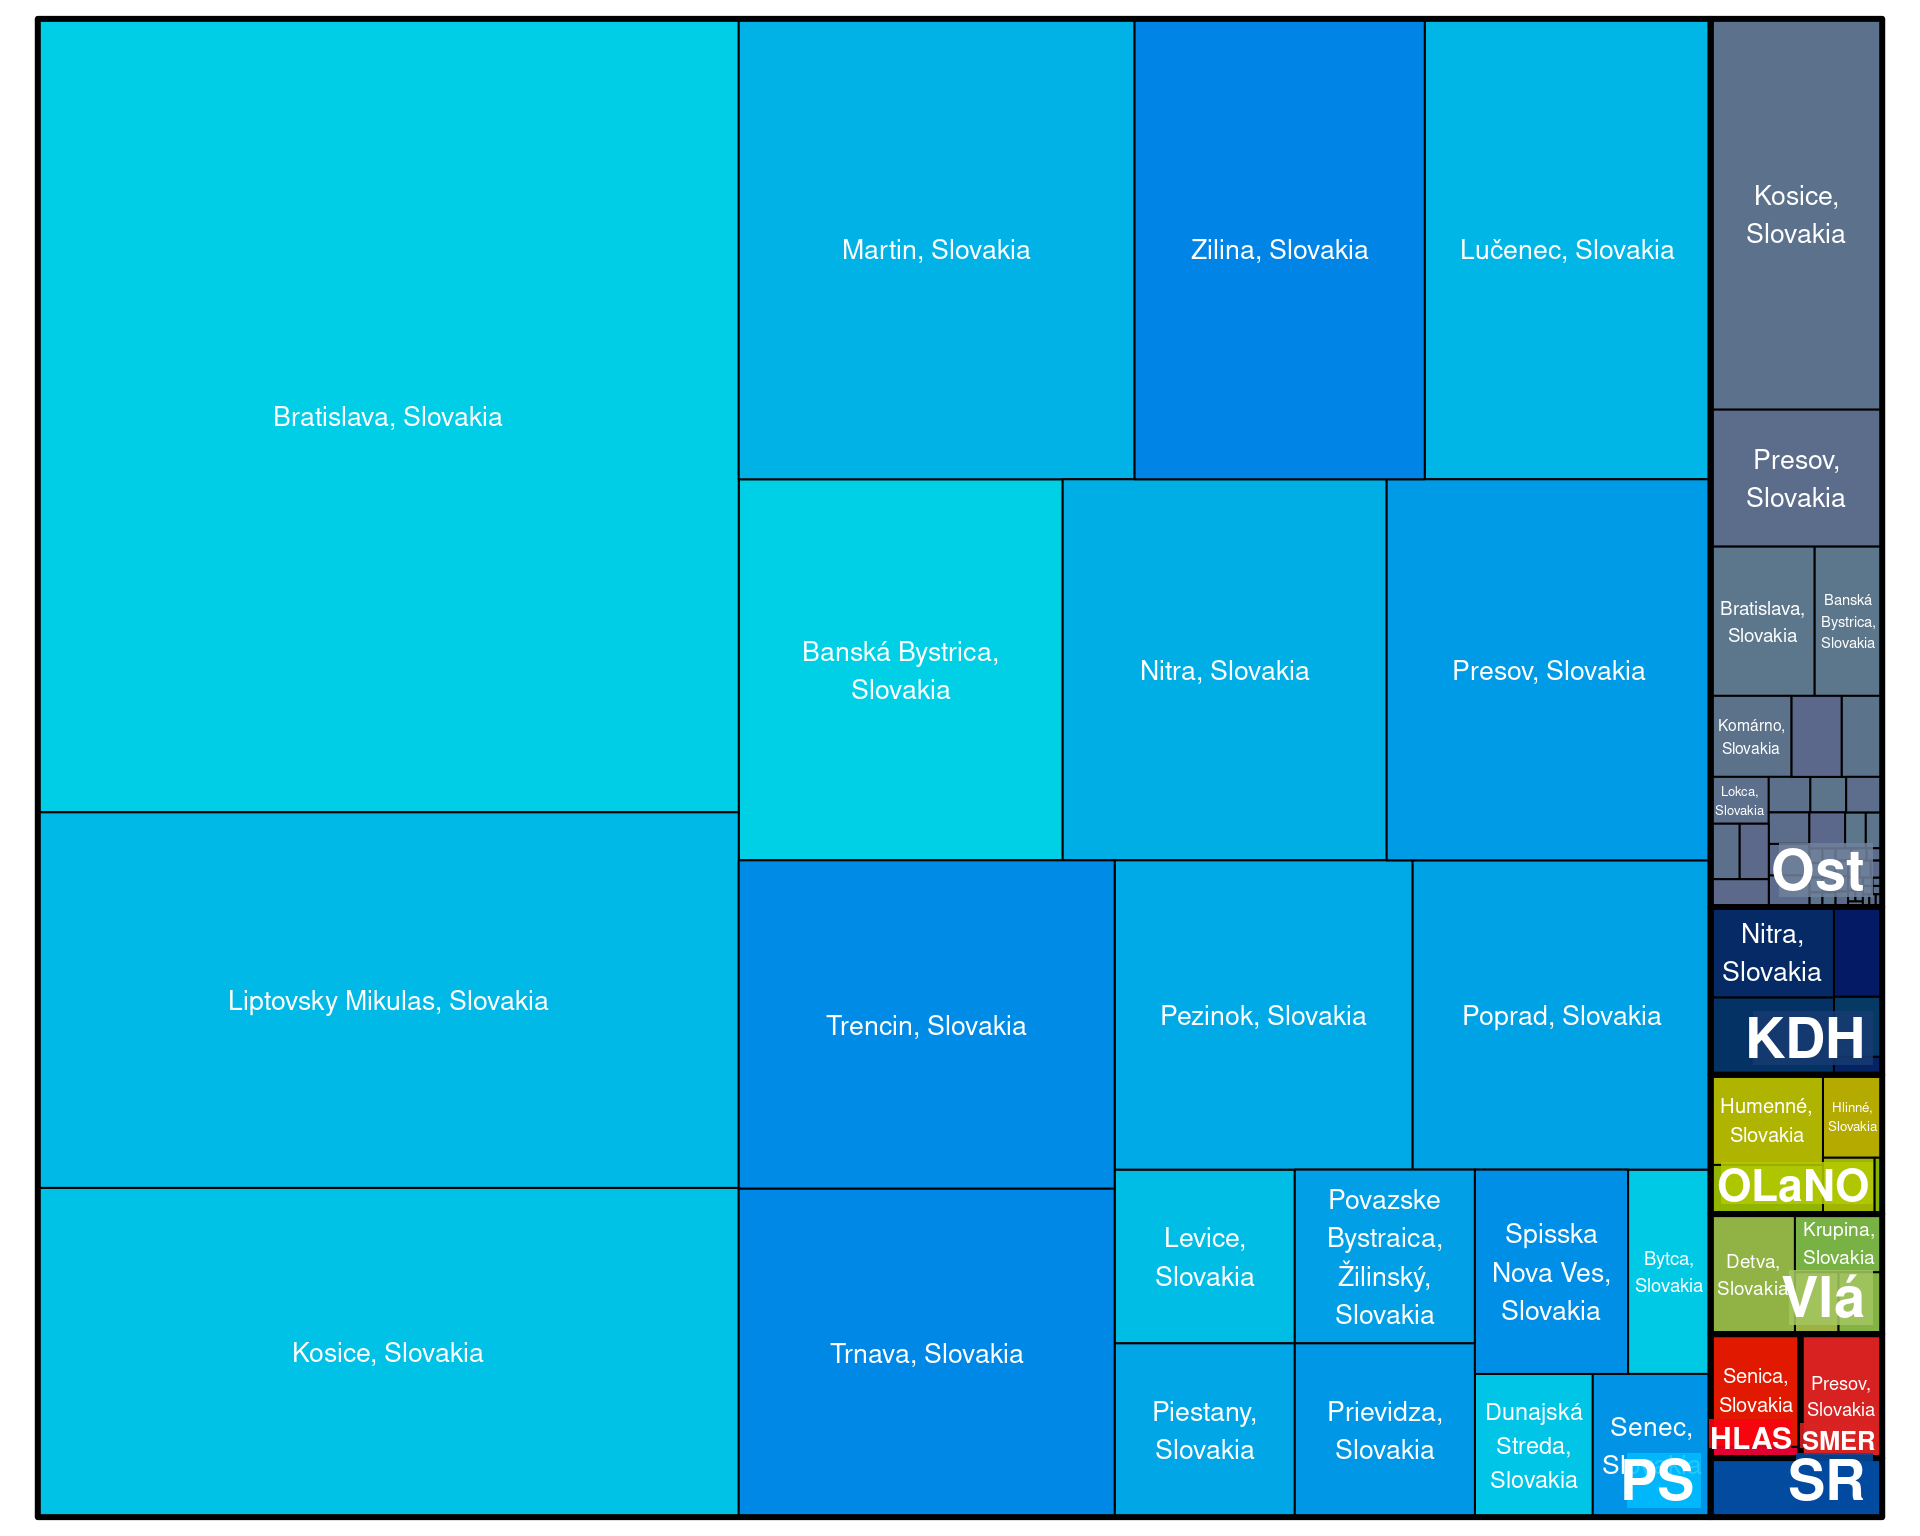 Bratislava, Slovakia
Martin, Slovakia
Zilina, Slovakia
Lučenec, Slovakia
Banská Bystrica,
Slovakia
Nitra, Slovakia
Presov, Slovakia
Liptovsky Mikulas, Slovakia
Kosice, Slovakia
Trencin, Slovakia
Pezinok, Slovakia
Poprad, Slovakia
Trnava, Slovakia
Levice,
Slovakia
Povazske
Bystraica,
Žilinský,
Slovakia
Spisska
Nova Ves,
Slovakia
Bytca,
Slovakia
Piestany,
Slovakia
Prievidza,
Slovakia
Dunajská
Streda,
Slovakia
Senec,
Slovakia
PS
Kosice,
Slovakia
Presov,
Slovakia
Bratislava,
Slovakia
Banská
Bystrica,
Slovakia
Komárno,
Slovakia
Lokca,
Slovakia
Ost
Nitra,
Slovakia
KDH
Humenné,
Slovakia
Hlinné,
Slovakia
OLaNO
Detva,
Slovakia
Krupina,
Slovakia
Vlá
Senica,
Slovakia
HLAS
Presov,
Slovakia
SMER
SR